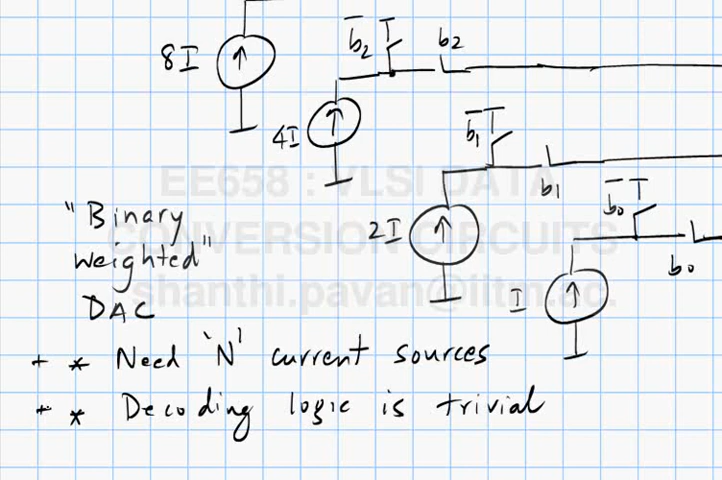 b̅2 b2
8I
4I
b̅1
b1
EE658 : VLSI DATA
CONVERSION CIRCUITS
shanthi.pavan@iitm.ac.
b̅0
b0
"Binary
weighted"
DAC
2I
I
+ * Need 'N' current sources
+ * Decoding logic is trivial